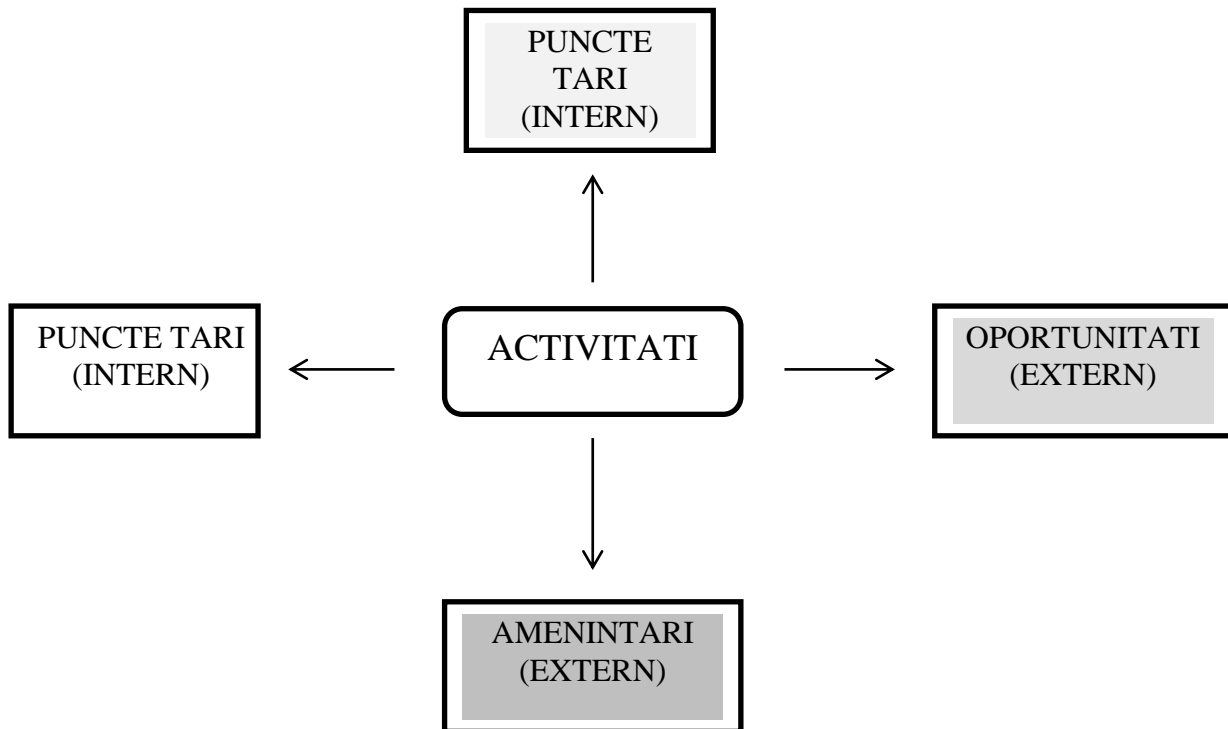 PUNCTE
TARI
(INTERN)
PUNCTE TARI
(INTERN)
ACTIVITATI
OPORTUNITATI
(EXTERN)
AMENINTARI
(EXTERN)